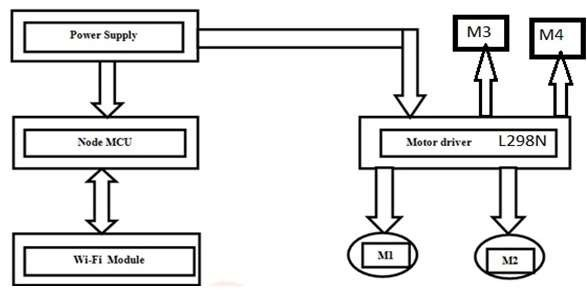 Power Supply
M3
M4
Node MCU
Motor driver L298N
Wi-Fi Module
M1
M2